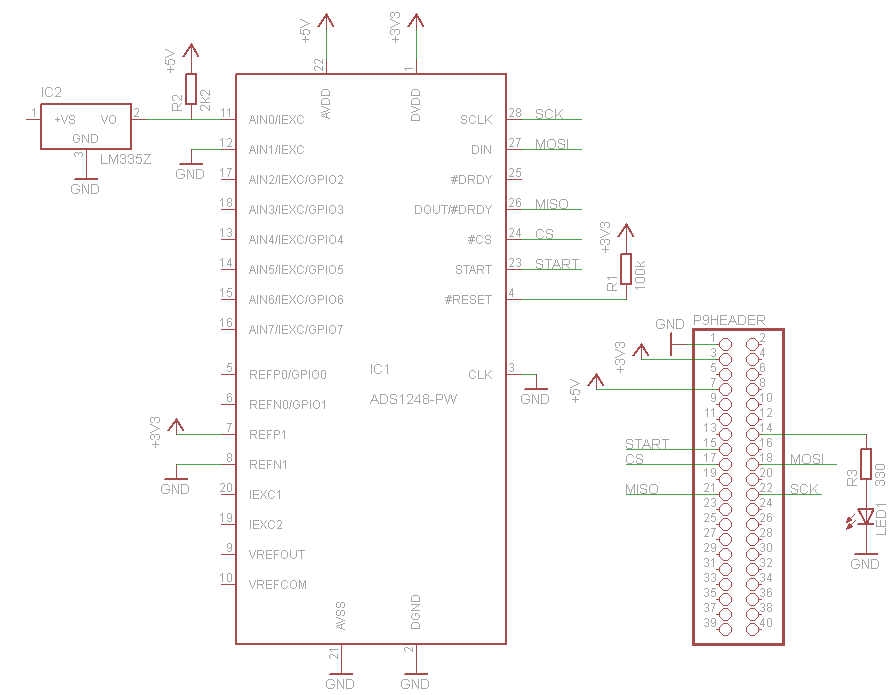 +5V
+3V3
22
1
AVDD
DVDD
+5V
R2
2k2
IC2
1
+VS
VO
2
GND
3
LM335Z
GND
GND
11
AIN0/IEXC
12
AIN1/IEXC
17
AIN2/IEXC/GPIO2
18
AIN3/IEXC/GPIO3
13
AIN4/IEXC/GPIO4
14
AIN5/IEXC/GPIO5
15
AIN6/IEXC/GPIO6
16
AIN7/IEXC/GPIO7
5
REFP0/GPIO0
6
REFN0/GPIO1
+3V3
7
REFP1
8
REFN1
GND
20
IEXC1
19
IEXC2
9
VREFOUT
10
VREFCOM
SCLK
28
SCK
DIN
27
MOSI
#DRDY
25
DOUT/#DRDY
26
MISO
#CS
24
CS
START
23
START
#RESET
4
+3V3
R1
100k
IC1
ADS1248-PW
CLK
3
GND
AVSS
DGND
21
2
GND
GND
P9HEADER
GND
+3V3
+5V
1
2
3
4
5
6
7
8
9
10
11
12
13
14
15
16
17
18
19
20
21
22
23
24
25
26
27
28
29
30
31
32
33
34
35
36
37
38
39
40
START
CS
MISO
MOSI
SCK
R3
330
LED1
GND